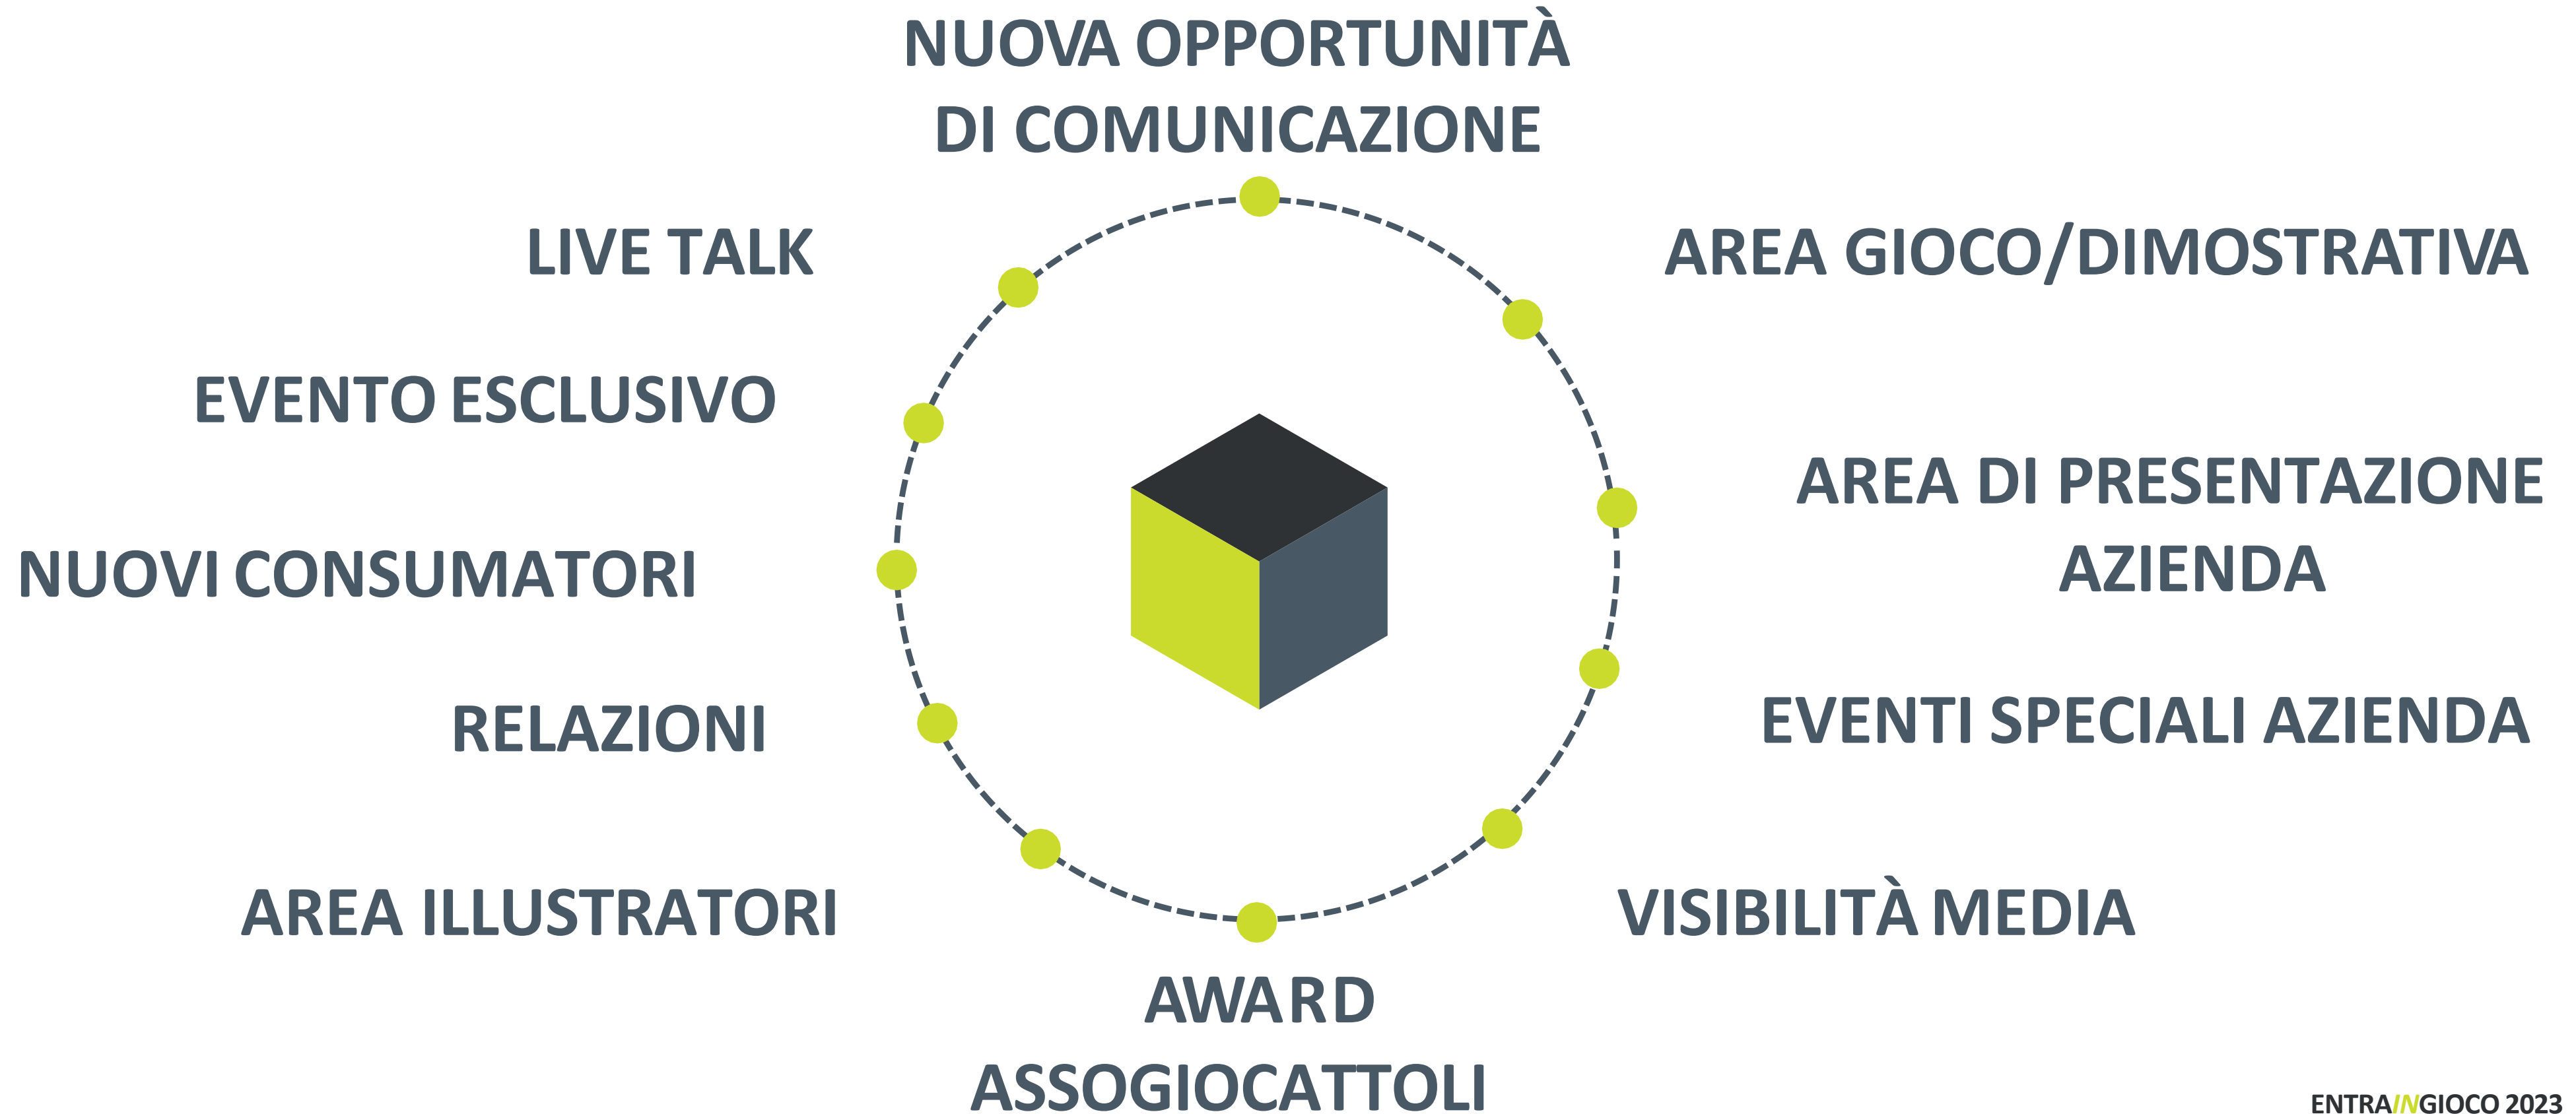 NUOVA OPPORTUNITÀ
DI COMUNICAZIONE
LIVE TALK
AREA GIOCO/DIMOSTRATIVA
EVENTO ESCLUSIVO
AREA DI PRESENTAZIONE
AZIENDA
NUOVI CONSUMATORI
RELAZIONI
EVENTI SPECIALI AZIENDA
AREA ILLUSTRATORI
VISIBILITÀ MEDIA
AWARD
ASSOGIOCATTOLI
ENTRAINGIOCO 2023